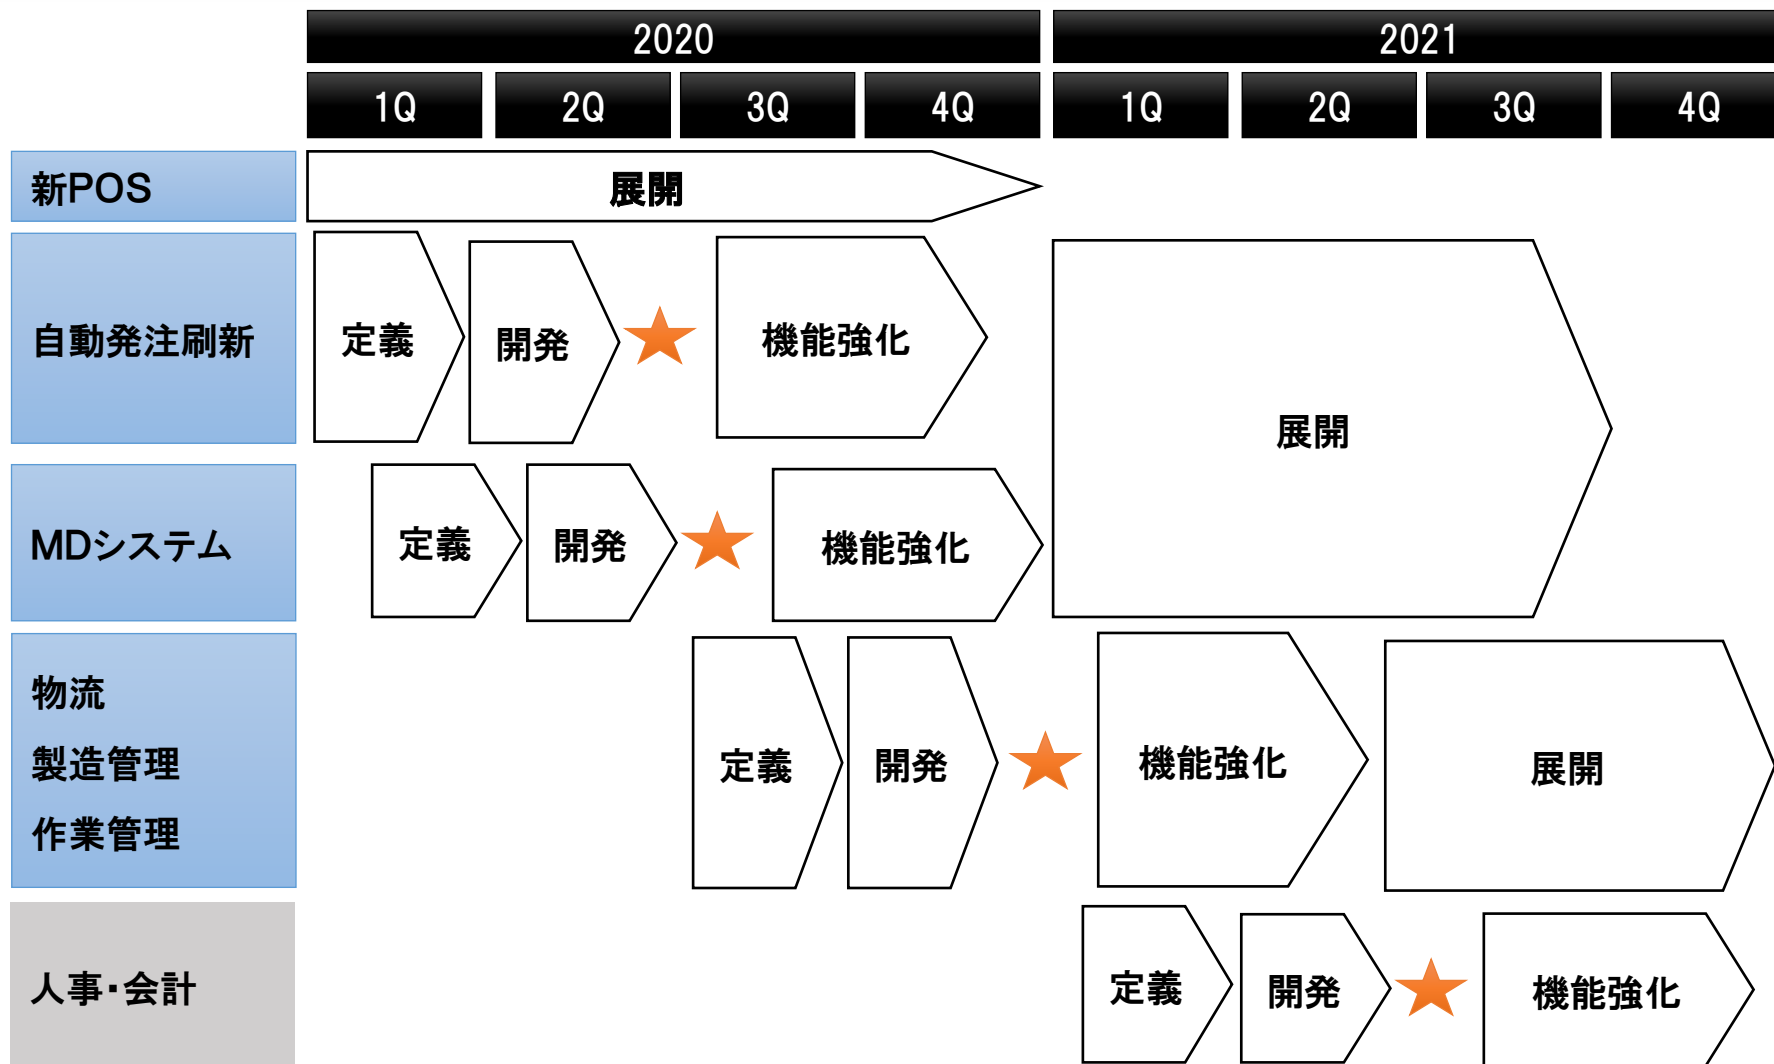 2020
2021
1Q
2Q
3Q
4Q
1Q
2Q
3Q
4Q
新POS
展開
自動発注刷新
定義
開発
機能強化
展開
MDシステム
定義
開発
機能強化
物流
製造管理
作業管理
定義
開発
機能強化
展開
人事・会計
定義
開発
機能強化